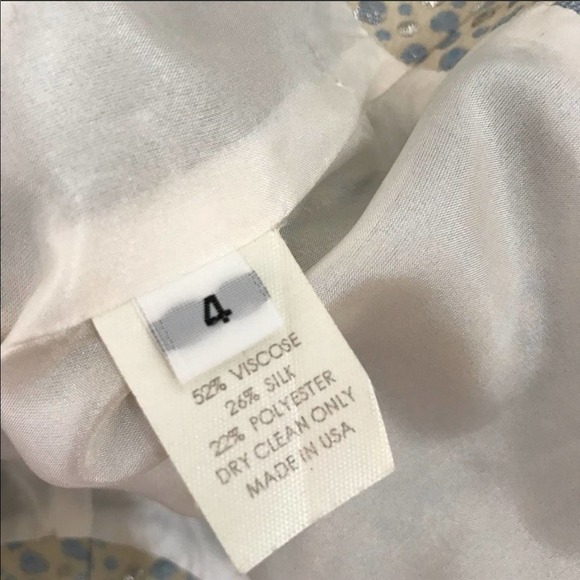 4
52% VISCOSE
26% SILK
22% POLYESTER
DRY CLEAN ONLY
MADE IN USA